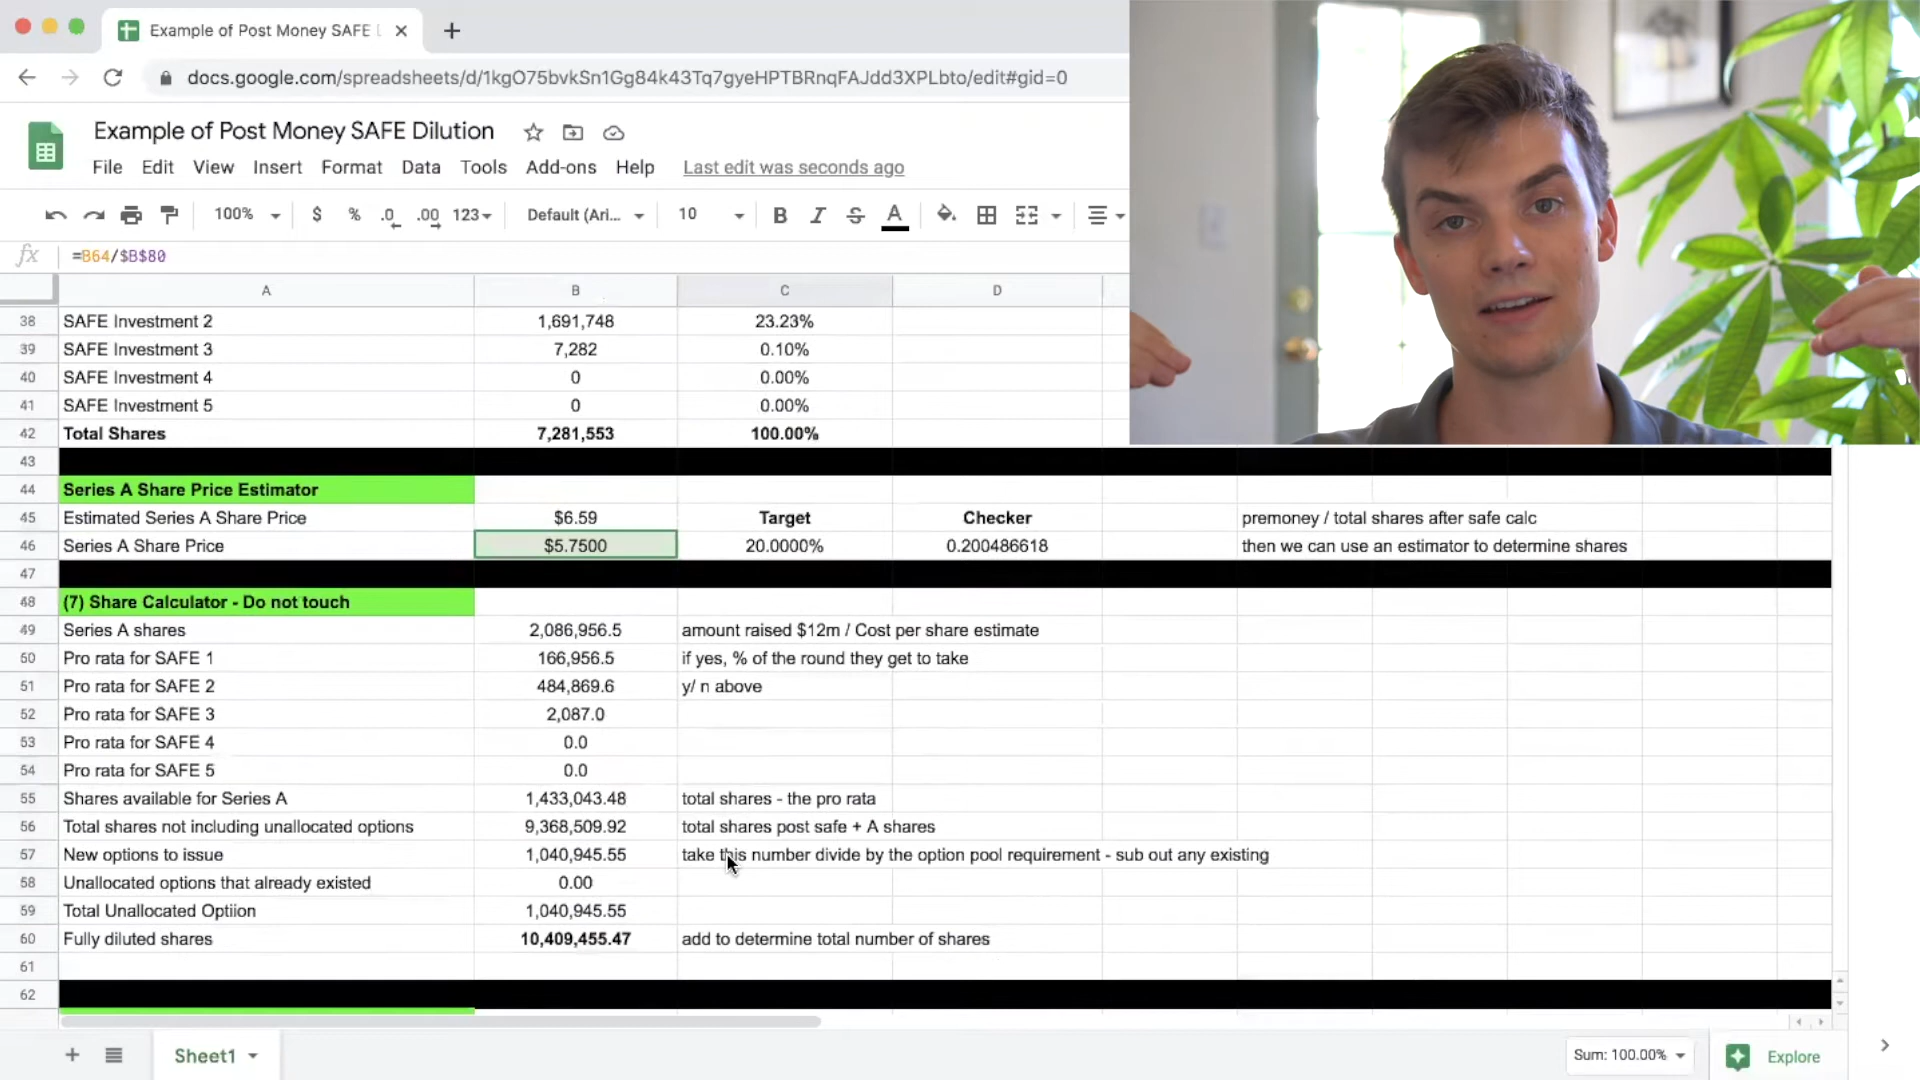 Example of Post Money SAFE
docs.google.com/spreadsheets/d/1kgO75bvkSn1Gg84k43Tq7gyeHPTBRnqFAJdd3XPLbto/edit#gid=0
Example of Post Money SAFE Dilution
File Edit View Insert Format Data Tools Add-ons Help Last edit was seconds ago
100% $ % .0 .00 123 Default (Ari... 10 B I S A
fx =B64/$B$80
A B C D
38 SAFE Investment 2 1,691,748 23.23%
39 SAFE Investment 3 7,282 0.10%
40 SAFE Investment 4 0 0.00%
41 SAFE Investment 5 0 0.00%
42 Total Shares 7,281,553 100.00%
43
44 Series A Share Price Estimator
45 Estimated Series A Share Price $6.59 Target Checker premoney / total shares after safe calc
46 Series A Share Price $5.7500 20.0000% 0.200486618 then we can use an estimator to determine shares
47
48 (7) Share Calculator - Do not touch
49 Series A shares 2,086,956.5 amount raised $12m / Cost per share estimate
50 Pro rata for SAFE 1 166,956.5 if yes, % of the round they get to take
51 Pro rata for SAFE 2 484,869.6 y/ n above
52 Pro rata for SAFE 3 2,087.0
53 Pro rata for SAFE 4 0.0
54 Pro rata for SAFE 5 0.0
55 Shares available for Series A 1,433,043.48 total shares - the pro rata
56 Total shares not including unallocated options 9,368,509.92 total shares post safe + A shares
57 New options to issue 1,040,945.55 take this number divide by the option pool requirement - sub out any existing
58 Unallocated options that already existed 0.00
59 Total Unallocated Optiion 1,040,945.55
60 Fully diluted shares 10,409,455.47 add to determine total number of shares
61
62
Sheet1 Sum: 100.00% Explore